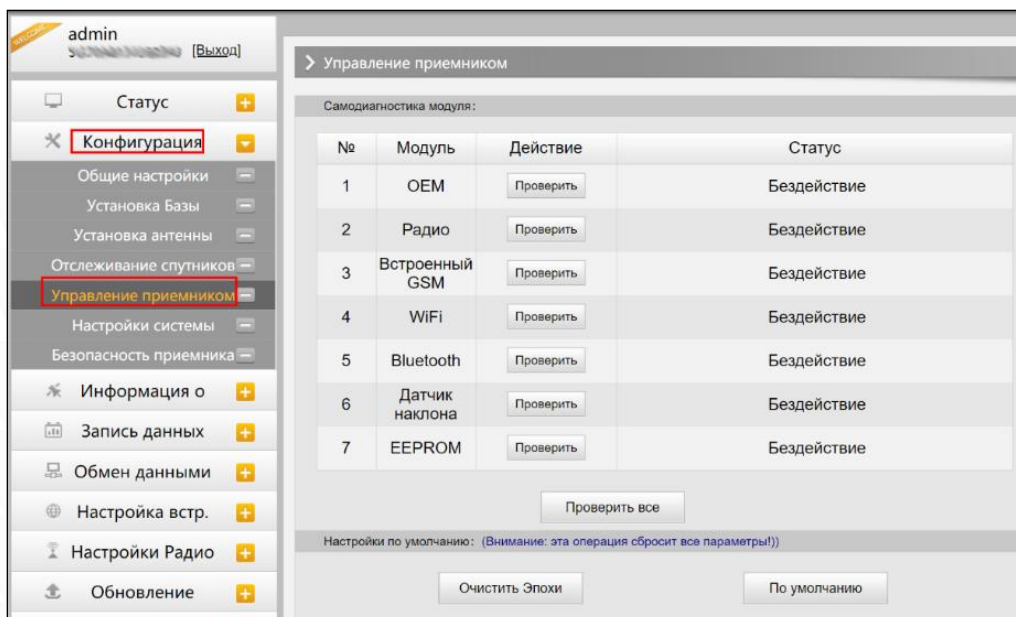 WELCOME
admin
[Выход]
Статус
Конфигурация
Общие настройки
Установка Базы
Установка антенны
Отслеживание спутников
Управление приемником
Настройки системы
Безопасность приемника
Информация о
Запись данных
Обмен данными
Настройка встр.
Настройки Радио
Обновление
Управление приемником
Самодиагностика модуля:
№ Модуль Действие Статус
1 OEM Проверить Бездействие
2 Радио Проверить Бездействие
3 Встроенный GSM Проверить Бездействие
4 WiFi Проверить Бездействие
5 Bluetooth Проверить Бездействие
6 Датчик наклона Проверить Бездействие
7 EEPROM Проверить Бездействие
Проверить все
Настройки по умолчанию: (Внимание: эта операция сбросит все параметры!))
Очистить Эпохи По умолчанию